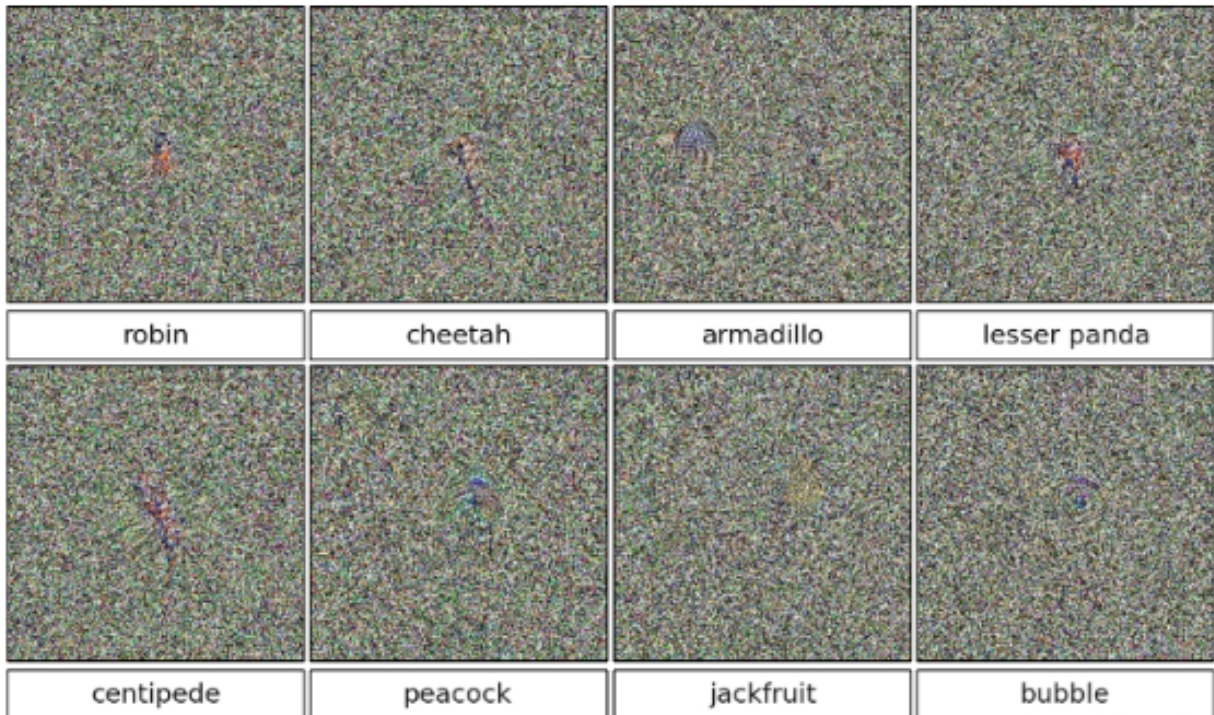 robin
cheetah
armadillo
lesser panda
centipede
peacock
jackfruit
bubble